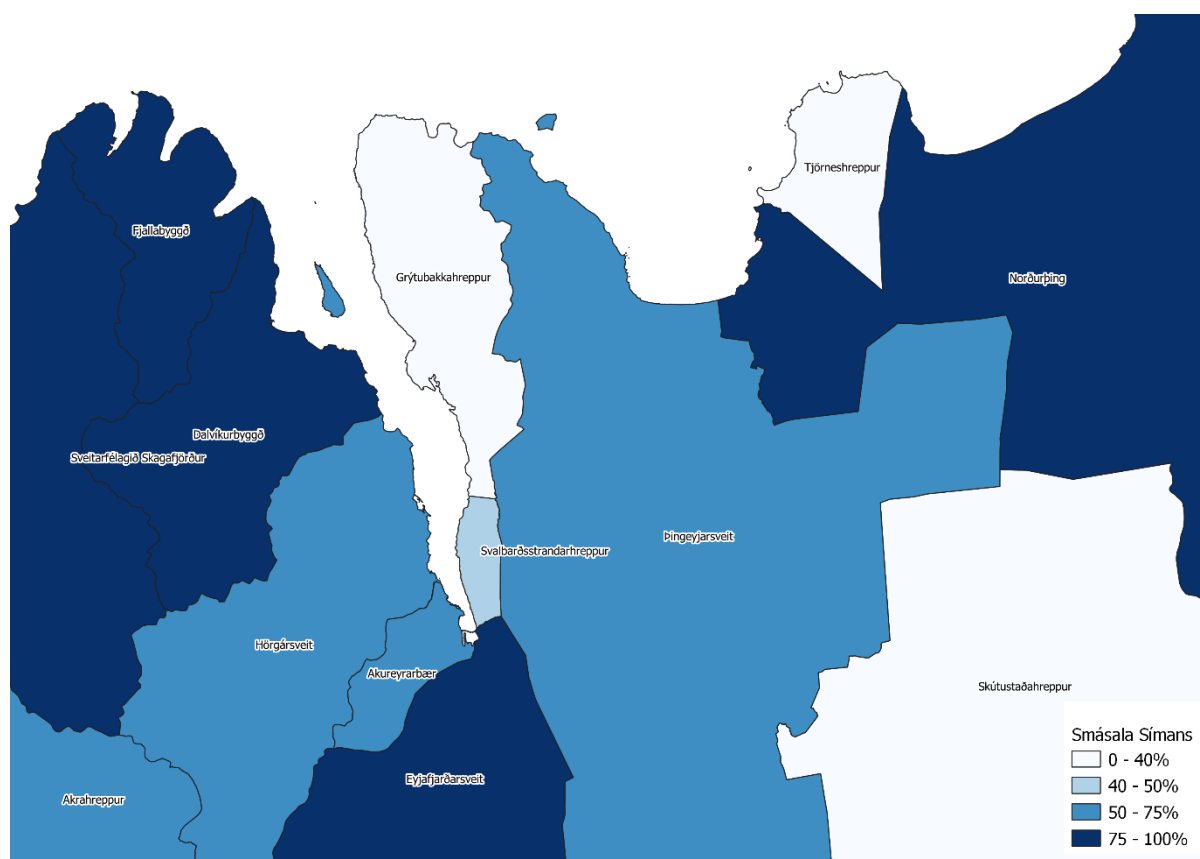 Tjörneshreppur
Fjallabyggð
Grýtubakkahreppur
Norðurþing
Dalvíkurbyggð
Sveitarfélagið Skagafjörður
Þingeyjarsveit
Svalbarðsstrandarhreppur
Hörgársveit
Akureyrarbær
Skútustaðahreppur
Eyjafjarðarsveit
Akrahreppur
Smásala Símans
0 - 40%
40 - 50%
50 - 75%
75 - 100%